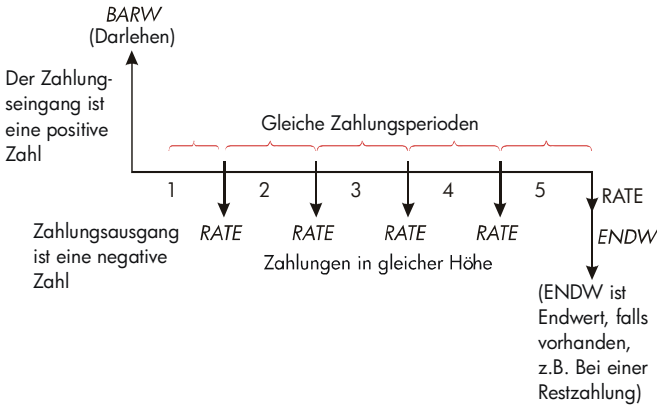 BARW
(Darlehen)
Der Zahlung-
seingang ist
eine positive
Zahl
Gleiche Zahlungsperioden
1 2 3 4 5
RATE
Zahlungsausgang
ist eine negative
Zahl
RATE RATE RATE RATE
ENDW
Zahlungen in gleicher Höhe
(ENDW ist
Endwert, falls
vorhanden,
z.B. Bei einer
Restzahlung)